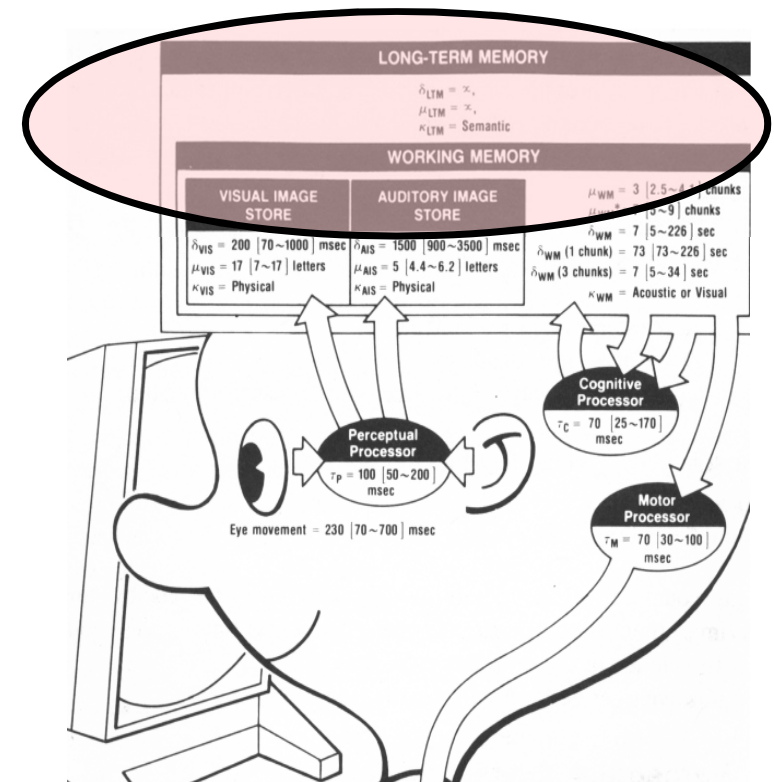 LONG-TERM MEMORY
δLTM = ∝,
μLTM = ∝,
κLTM = Semantic
WORKING MEMORY
VISUAL IMAGE
STORE
δVIS = 200 [70~1000] msec
μVIS = 17 [7~17] letters
κVIS = Physical
AUDITORY IMAGE
STORE
δAIS = 1500 [900~3500] msec
μAIS = 5 [4.4~6.2] letters
κAIS = Physical
μWM = 3 [2.5~4.1] chunks
7 [5~9] chunks
δWM = 7 [5~226] sec
δWM (1 chunk) = 73 [73~226] sec
δWM (3 chunks) = 7 [5~34] sec
κWM = Acoustic or Visual
Cognitive
Processor
τC = 70 [25~170]
msec
Perceptual
Processor
τP = 100 [50~200]
msec
Eye movement = 230 [70~700] msec
Motor
Processor
τM = 70 [30~100]
msec